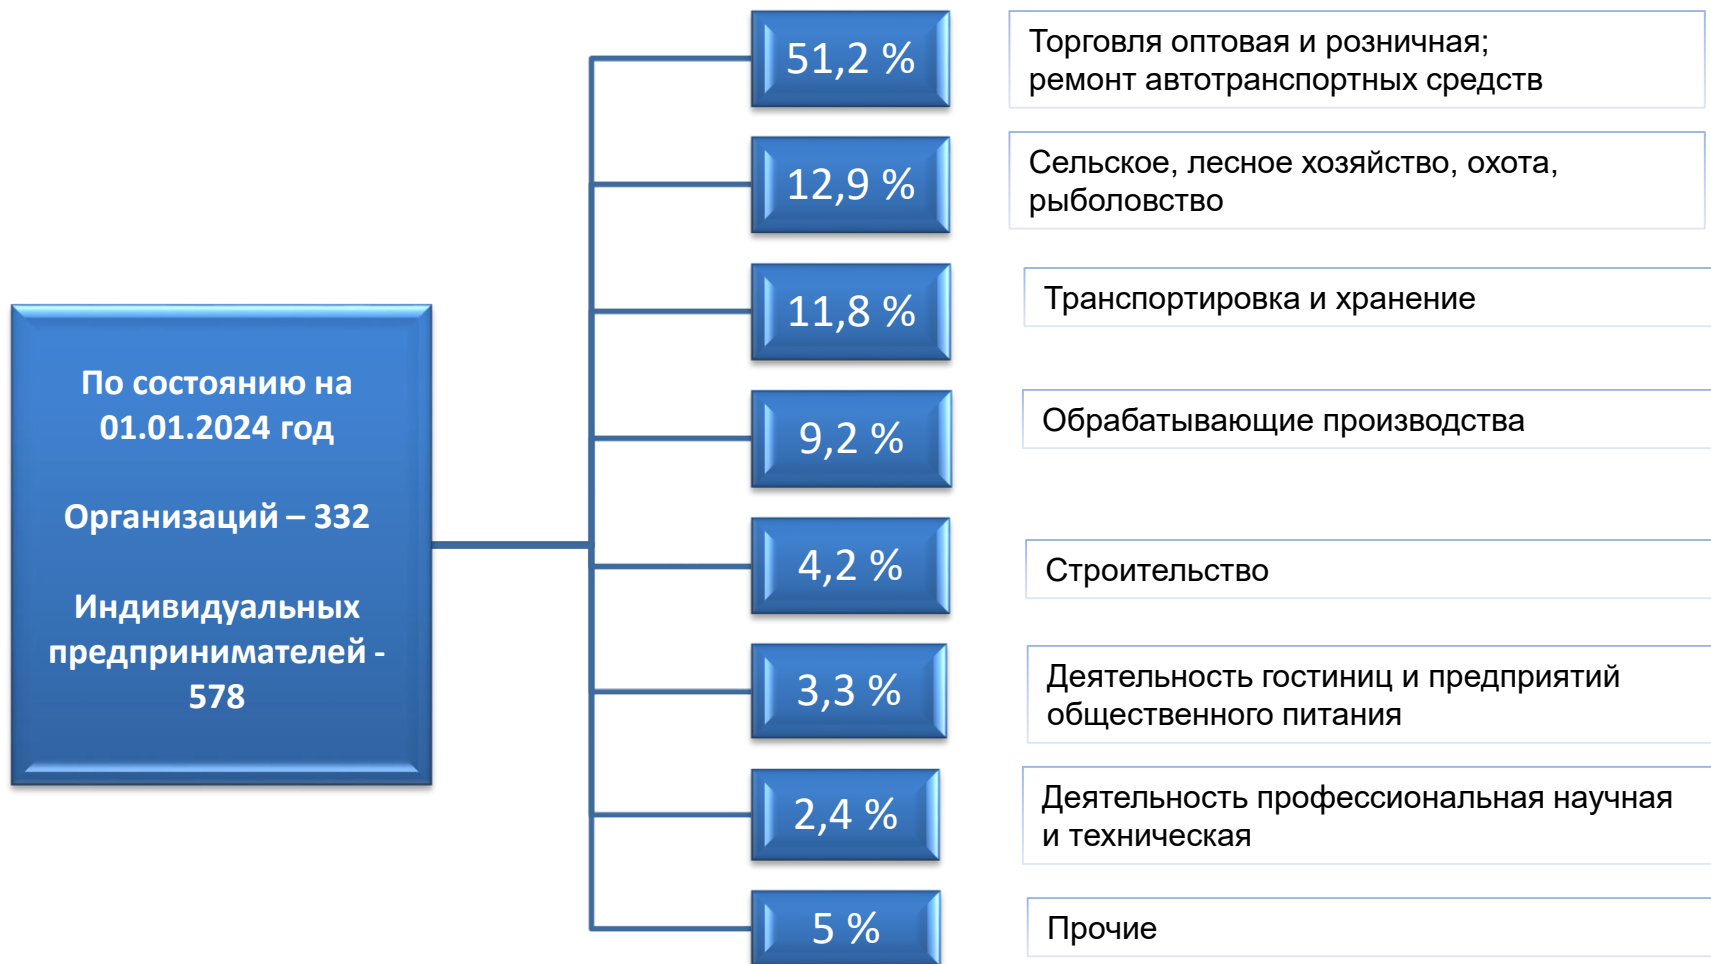 По состоянию на
01.01.2024 год
Организаций – 332
Индивидуальных
предпринимателей -
578
51,2 %
Торговля оптовая и розничная;
ремонт автотранспортных средств
12,9 %
Сельское, лесное хозяйство, охота,
рыболовство
11,8 %
Транспортировка и хранение
9,2 %
Обрабатывающие производства
4,2 %
Строительство
3,3 %
Деятельность гостиниц и предприятий
общественного питания
2,4 %
Деятельность профессиональная научная
и техническая
5 %
Прочие